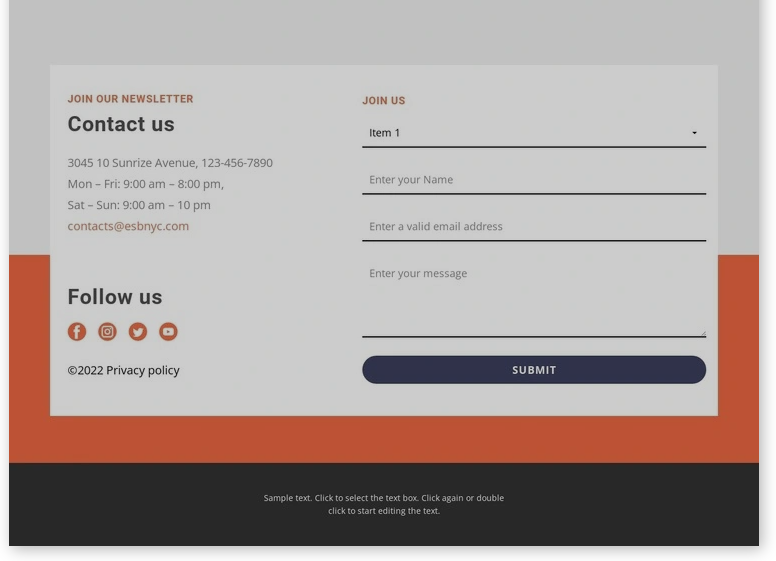 JOIN OUR NEWSLETTER
Contact us
3045 10 Sunrize Avenue, 123-456-7890
Mon – Fri: 9:00 am – 8:00 pm,
Sat – Sun: 9:00 am – 10 pm
contacts@esbnyc.com
Follow us
©2022 Privacy policy
JOIN US
Item 1
Enter your Name
Enter a valid email address
Enter your message
SUBMIT
Sample text. Click to select the text box. Click again or double
click to start editing the text.